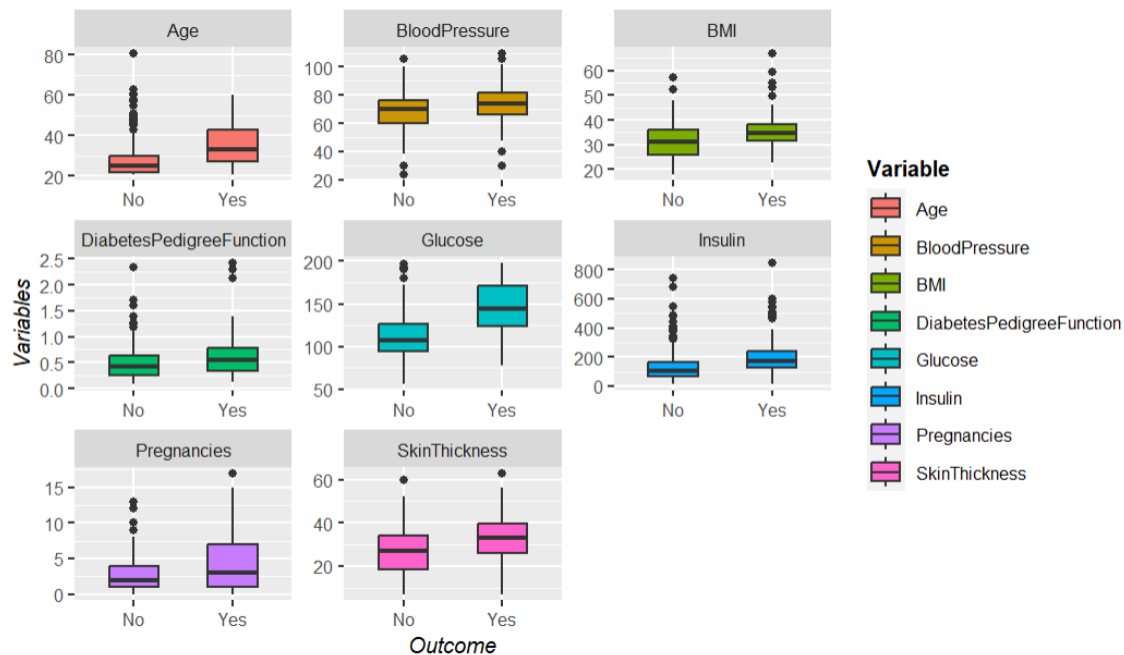 Variables
Age
80
60
40
20
No Yes
BloodPressure
100
80
60
40
20
No Yes
BMI
60
50
40
30
20
No Yes
DiabetesPedigreeFunction
2.5
2.0
1.5
1.0
0.5
0.0
No Yes
Glucose
200
150
100
50
No Yes
Insulin
800
600
400
200
0
No Yes
Pregnancies
15
10
5
0
No Yes
SkinThickness
60
40
20
No Yes
Outcome
Variable
Age
BloodPressure
BMI
DiabetesPedigreeFunction
Glucose
Insulin
Pregnancies
SkinThickness